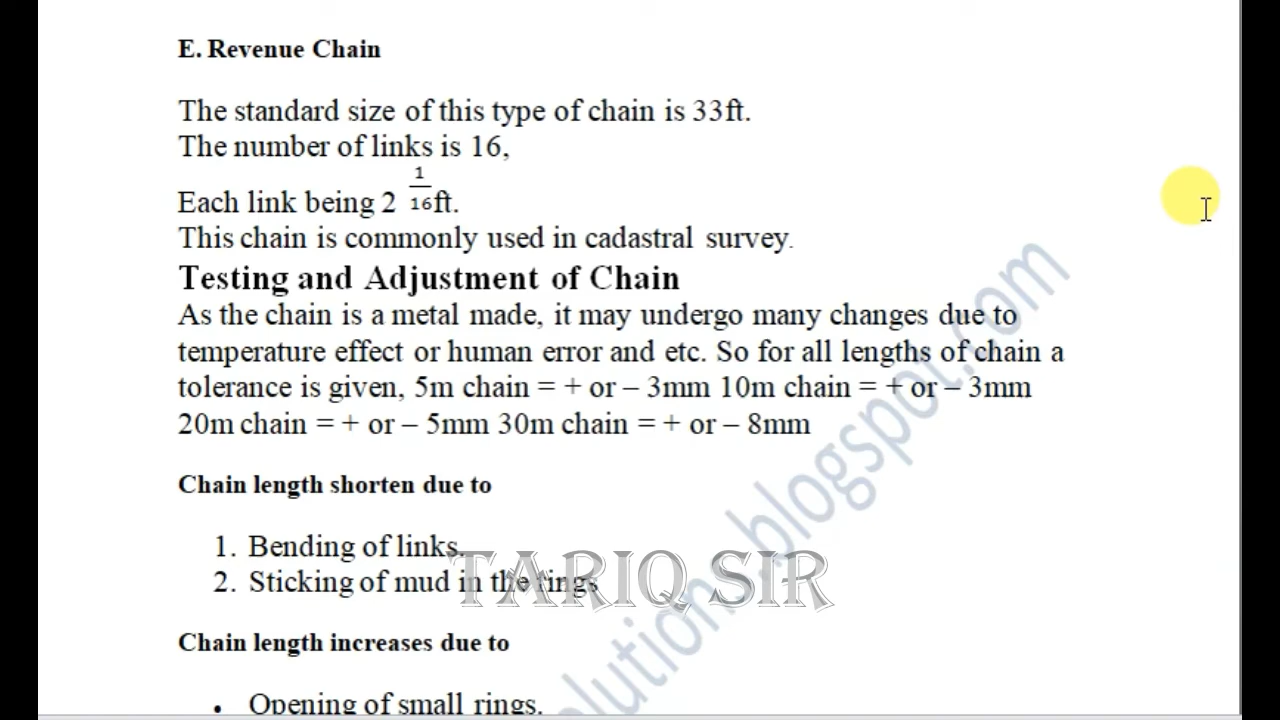 E. Revenue Chain
The standard size of this type of chain is 33ft.
The number of links is 16,
Each link being 2 1/16 ft.
This chain is commonly used in cadastral survey.
Testing and Adjustment of Chain
As the chain is a metal made, it may undergo many changes due to
temperature effect or human error and etc. So for all lengths of chain a
tolerance is given, 5m chain = + or – 3mm 10m chain = + or – 3mm
20m chain = + or – 5mm 30m chain = + or – 8mm
Chain length shorten due to
1. Bending of links.
2. Sticking of mud in the rings
TARIQ SIR
Chain length increases due to
• Opening of small rings.
olutions.blogspot.com